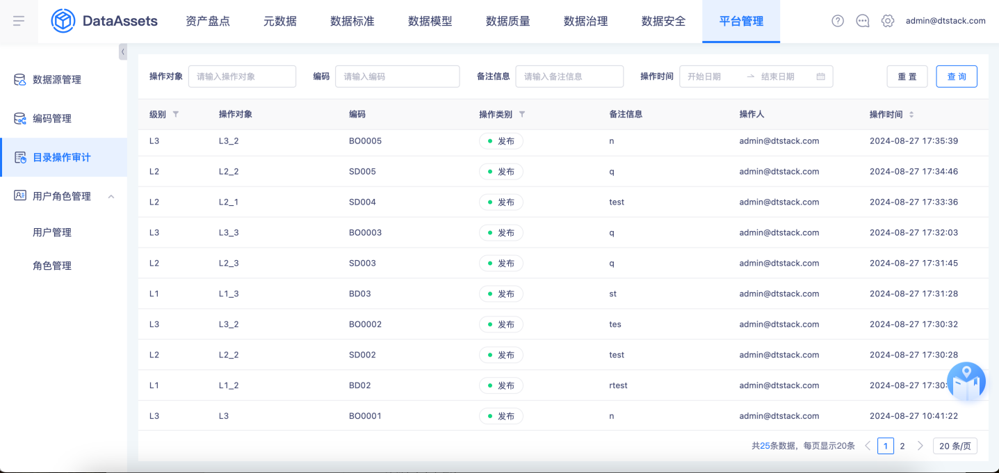 DataAssets 资产盘点 元数据 数据标准 数据模型 数据质量 数据治理 数据安全 平台管理 admin@dtstack.com
数据源管理
编码管理
目录操作审计
用户角色管理
用户管理
角色管理
操作对象 请输入操作对象 编码 请输入编码 备注信息 请输入备注信息 操作时间 开始日期 结束日期 重置 查询
级别 操作对象 编码 操作类别 备注信息 操作人 操作时间
L3 L3_2 BO0005 发布 n admin@dtstack.com 2024-08-27 17:35:39
L2 L2_2 SD005 发布 q admin@dtstack.com 2024-08-27 17:34:46
L2 L2_1 SD004 发布 test admin@dtstack.com 2024-08-27 17:33:36
L3 L3_3 BO0003 发布 q admin@dtstack.com 2024-08-27 17:32:03
L2 L2_3 SD003 发布 q admin@dtstack.com 2024-08-27 17:31:45
L1 L1_3 BD03 发布 st admin@dtstack.com 2024-08-27 17:31:28
L3 L3_2 BO0002 发布 tes admin@dtstack.com 2024-08-27 17:30:32
L2 L2_2 SD002 发布 test admin@dtstack.com 2024-08-27 17:30:28
L1 L1_2 BD02 发布 rtest admin@dtstack.com 2024-08-27 17:30:
L3 L3 BO0001 发布 n admin@dtstack.com 2024-08-27 10:41:22
共25条数据，每页显示20条 1 2 20 条/页